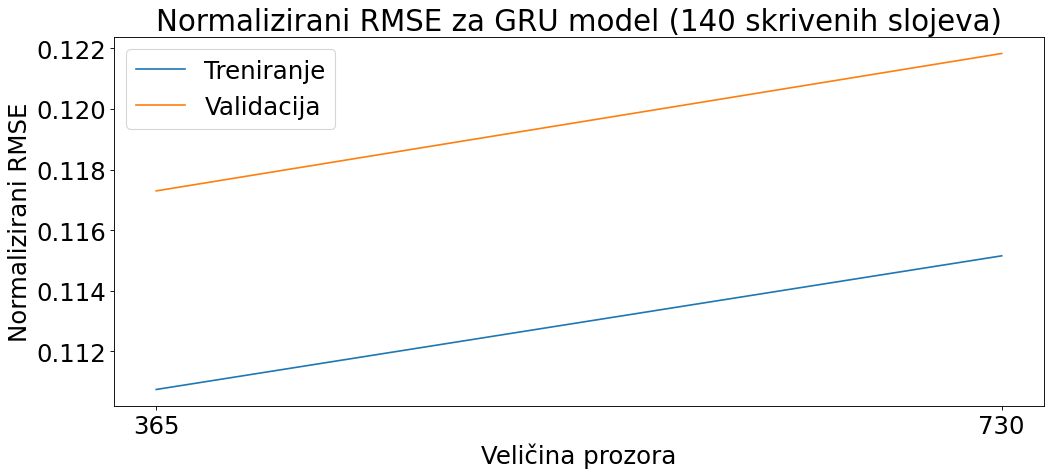 Normalizirani RMSE za GRU model (140 skrivenih slojeva)
Normalizirani RMSE
0.122
0.120
0.118
0.116
0.114
0.112
Treniranje
Validacija
365
730
Veličina prozora